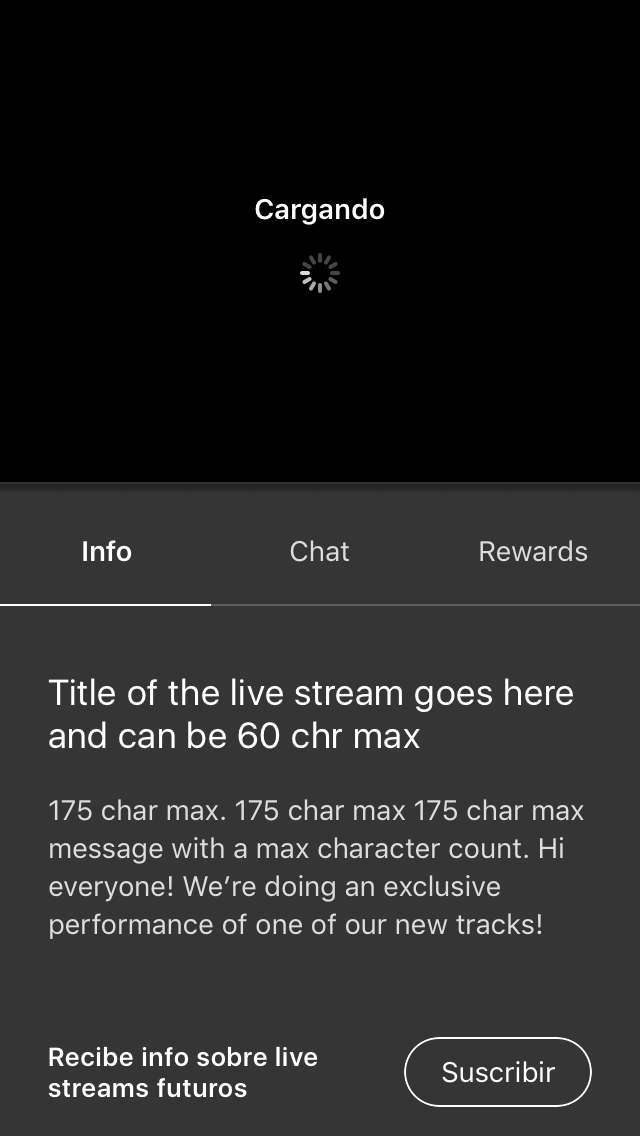 Cargando
Info Chat Rewards
Title of the live stream goes here
and can be 60 chr max
175 char max. 175 char max 175 char max
message with a max character count. Hi
everyone! We’re doing an exclusive
performance of one of our new tracks!
Recibe info sobre live
streams futuros
Suscribir